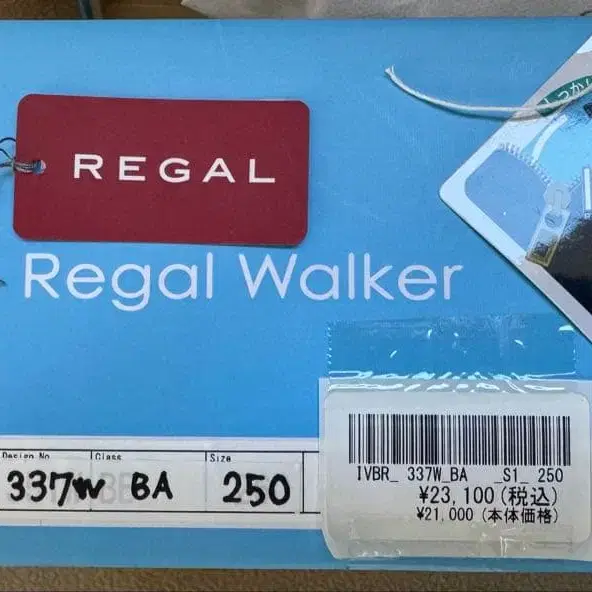 REGAL
Regal Walker
Design No. Class Size
337W BA 250
IVBR_ 337W_BA _S1_ 250
¥23,100(税込)
¥21,000 (本体価格)